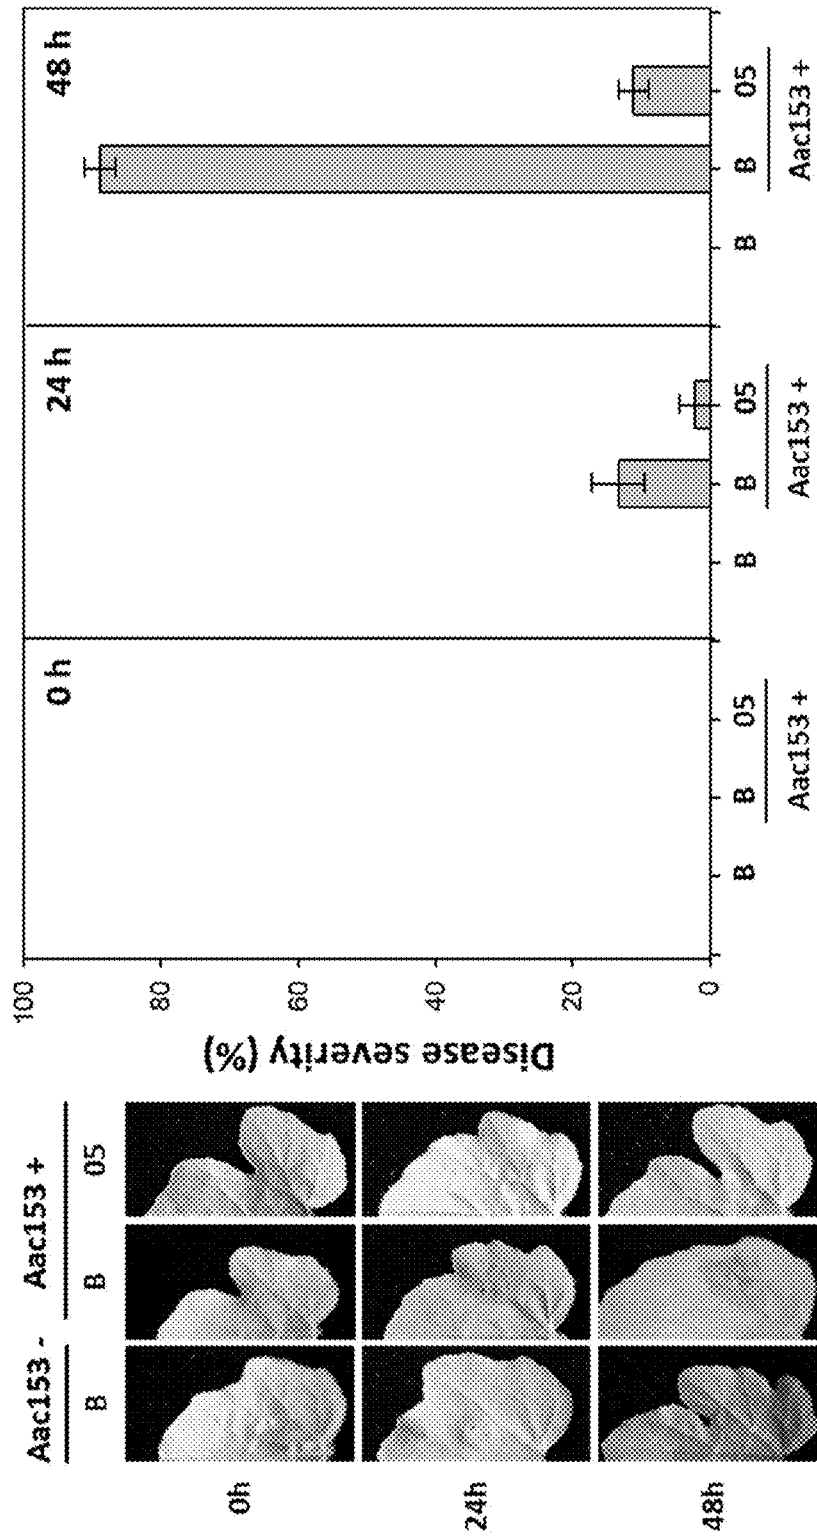 Aac153 - Aac153 +
B B 05
0h
24h
48h
Disease severity (%)
100
80
60
40
20
0
0 h 24 h 48 h
B B 05 B B 05 B B 05
Aac153 + Aac153 + Aac153 +